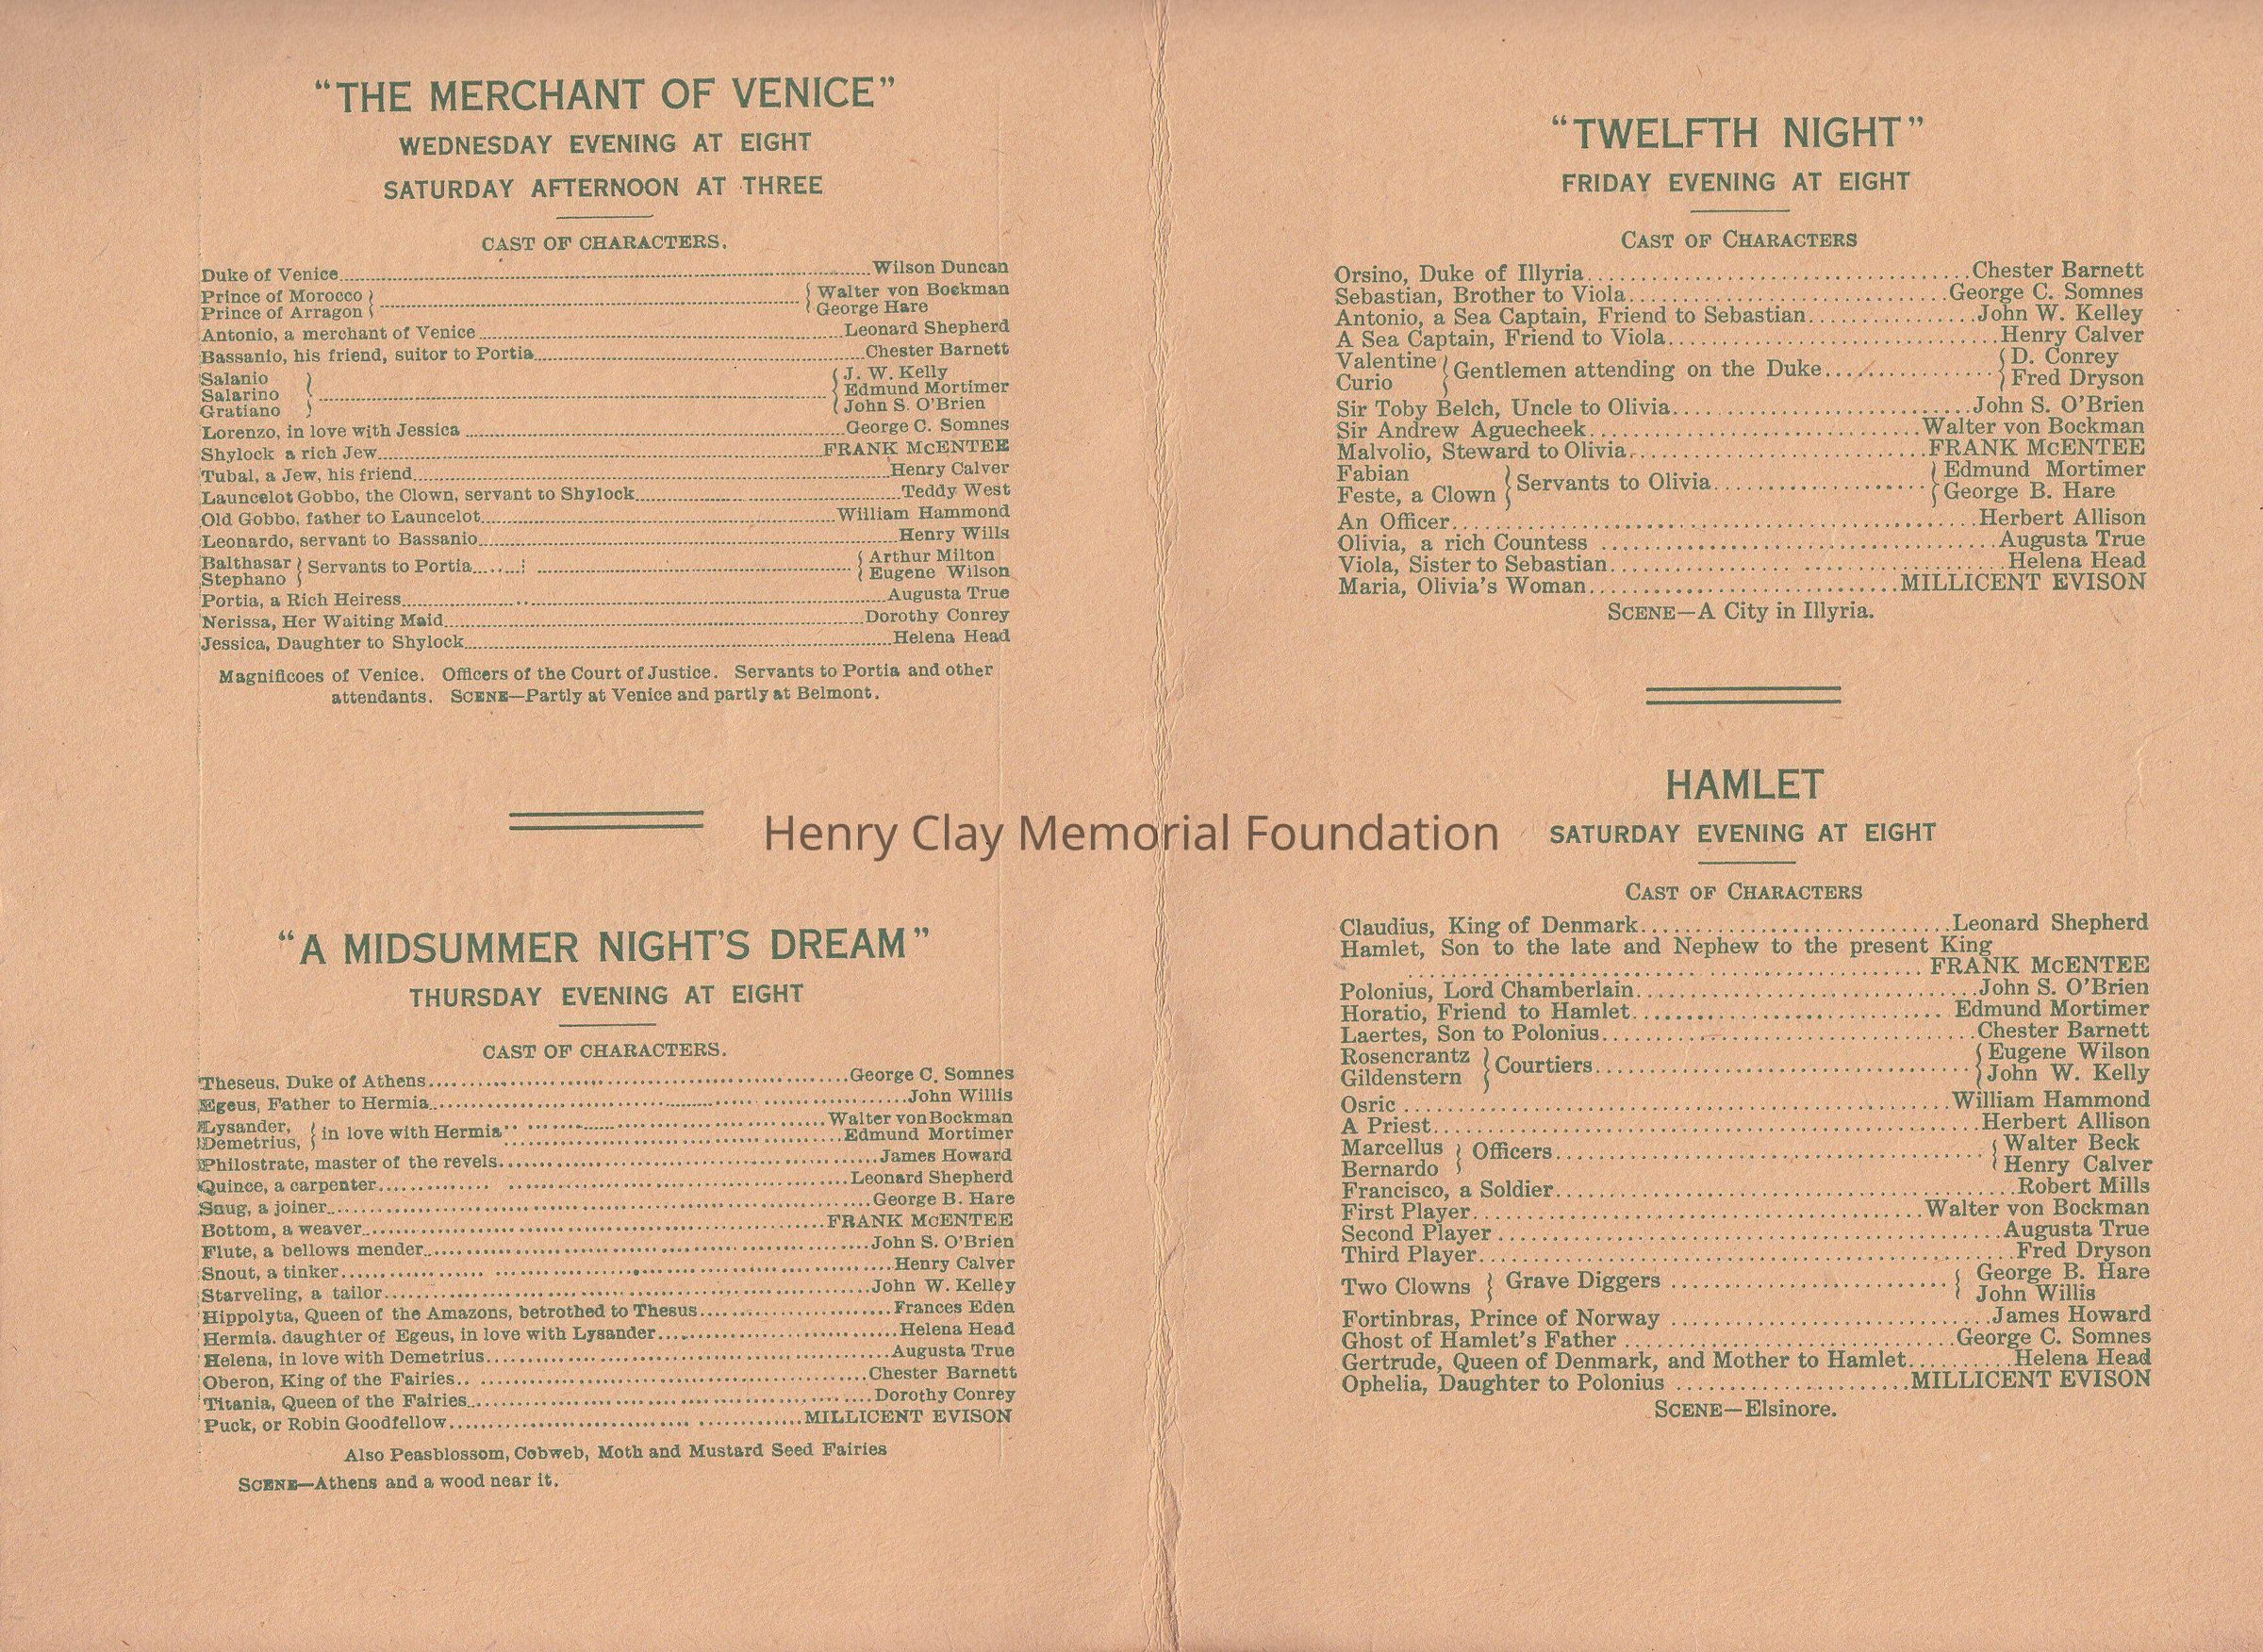 “THE MERCHANT OF VENICE”
WEDNESDAY EVENING AT EIGHT
SATURDAY AFTERNOON AT THREE
CAST OF CHARACTERS.
Duke of Venice Wilson Duncan
Prince of Morocco Walter von Bockman
Prince of Arragon George Hare
Antonio, a merchant of Venice Leonard Shepherd
Bassanio, his friend, suitor to Portia Chester Barnett
Salanio J. W. Kelly
Salarino Edmund Mortimer
Gratiano John S. O’Brien
Lorenzo, in love with Jessica George C. Somnes
Shylock a rich Jew FRANK McENTEE
Tubal, a Jew, his friend Henry Calver
Launcelot Gobbo, the Clown, servant to Shylock Teddy West
Old Gobbo, father to Launcelot William Hammond
Leonardo, servant to Bassanio Henry Wills
Balthasar Arthur Milton
Stephano Servants to Portia Eugene Wilson
Portia, a Rich Heiress Augusta True
Nerissa, Her Waiting Maid Dorothy Conrey
Jessica, Daughter to Shylock Helena Head
Magnificoes of Venice. Officers of the Court of Justice. Servants to Portia and other
attendants. SCENE—Partly at Venice and partly at Belmont.
“A MIDSUMMER NIGHT’S DREAM”
THURSDAY EVENING AT EIGHT
CAST OF CHARACTERS.
Theseus, Duke of Athens George C. Somnes
Egeus, Father to Hermia John Willis
Lysander, Walter von Bockman
Demetrius, in love with Hermia Edmund Mortimer
Philostrate, master of the revels James Howard
Quince, a carpenter Leonard Shepherd
Snug, a joiner George B. Hare
Bottom, a weaver FRANK McENTEE
Flute, a bellows mender John S. O’Brien
Snout, a tinker Henry Calver
Starveling, a tailor John W. Kelley
Hippolyta, Queen of the Amazons, betrothed to Thesus Frances Eden
Hermia. daughter of Egeus, in love with Lysander Helena Head
Helena, in love with Demetrius Augusta True
Oberon, King of the Fairies Chester Barnett
Titania, Queen of the Fairies Dorothy Conrey
Puck, or Robin Goodfellow MILLICENT EVISON
Also Peasblossom, Cobweb, Moth and Mustard Seed Fairies
SCENE—Athens and a wood near it.
“TWELFTH NIGHT”
FRIDAY EVENING AT EIGHT
CAST OF CHARACTERS
Orsino, Duke of Illyria Chester Barnett
Sebastian, Brother to Viola George C. Somnes
Antonio, a Sea Captain, Friend to Sebastian John W. Kelley
A Sea Captain, Friend to Viola Henry Calver
Valentine D. Conrey
Curio Gentlemen attending on the Duke Fred Dryson
Sir Toby Belch, Uncle to Olivia John S. O’Brien
Sir Andrew Aguecheek Walter von Bockman
Malvolio, Steward to Olivia FRANK McENTEE
Fabian Edmund Mortimer
Feste, a Clown Servants to Olivia George B. Hare
An Officer Herbert Allison
Olivia, a rich Countess Augusta True
Viola, Sister to Sebastian Helena Head
Maria, Olivia’s Woman MILLICENT EVISON
SCENE—A City in Illyria.
HAMLET
SATURDAY EVENING AT EIGHT
CAST OF CHARACTERS
Claudius, King of Denmark Leonard Shepherd
Hamlet, Son to the late and Nephew to the present King
FRANK McENTEE
Polonius, Lord Chamberlain John S. O’Brien
Horatio, Friend to Hamlet Edmund Mortimer
Laertes, Son to Polonius Chester Barnett
Rosencrantz Eugene Wilson
Gildenstern Courtiers John W. Kelly
Osric William Hammond
A Priest Herbert Allison
Marcellus Walter Beck
Bernardo Officers Henry Calver
Francisco, a Soldier Robert Mills
First Player Walter von Bockman
Second Player Augusta True
Third Player Fred Dryson
Two Clowns Grave Diggers George B. Hare
John Willis
Fortinbras, Prince of Norway James Howard
Ghost of Hamlet’s Father George C. Somnes
Gertrude, Queen of Denmark, and Mother to Hamlet Helena Head
Ophelia, Daughter to Polonius MILLICENT EVISON
SCENE—Elsinore.
Henry Clay Memorial Foundation